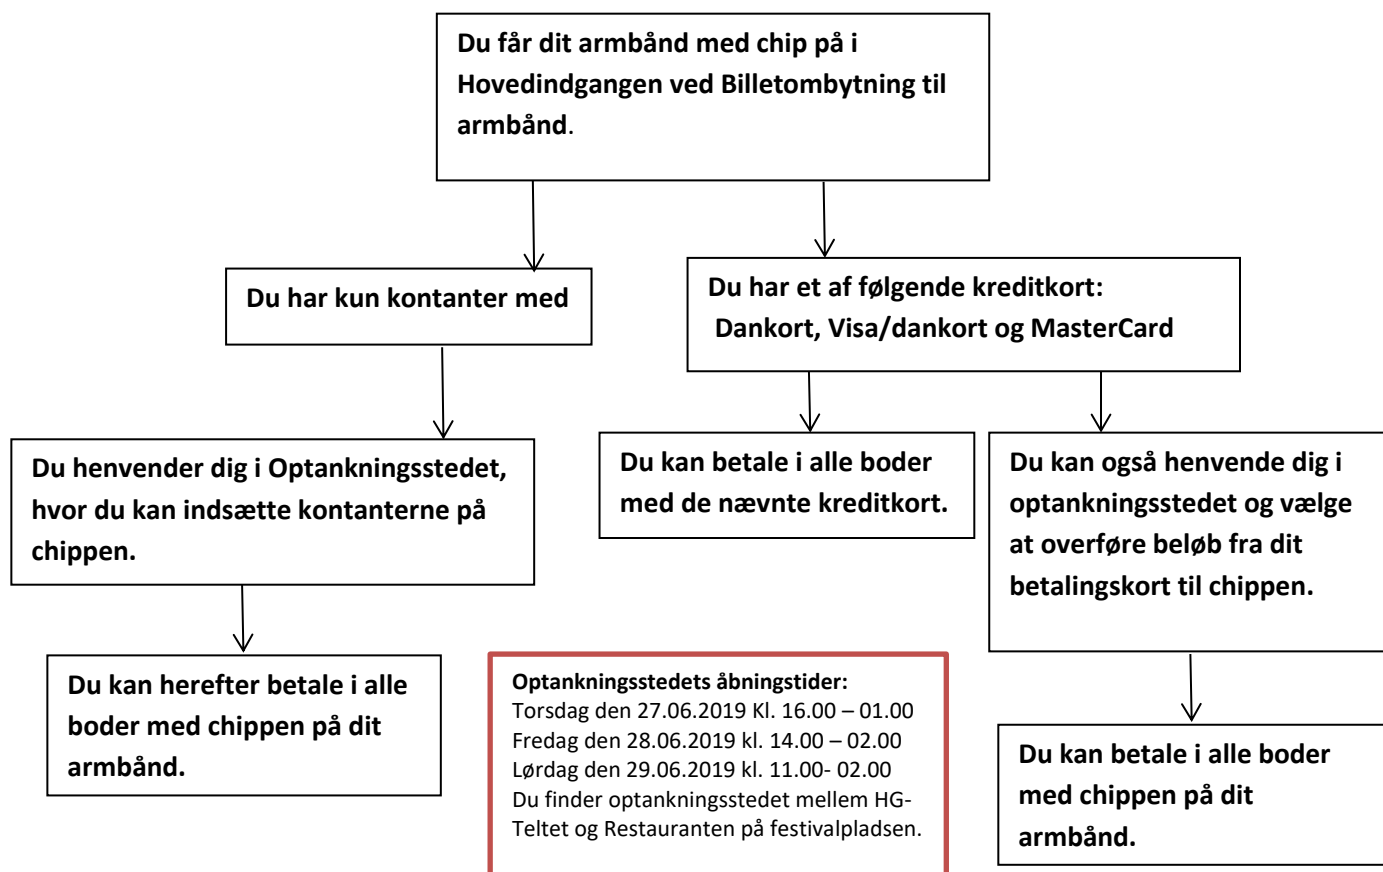 Du får dit armbånd med chip på i
Hovedindgangen ved Billetombytning til
armbånd.
Du har kun kontanter med
Du har et af følgende kreditkort:
Dankort, Visa/dankort og MasterCard
Du henvender dig i Optankningsstedet,
hvor du kan indsætte kontanterne på
chippen.
Du kan betale i alle boder
med de nævnte kreditkort.
Du kan også henvende dig i
optankningsstedet og vælge
at overføre beløb fra dit
betalingskort til chippen.
Du kan herefter betale i alle
boder med chippen på dit
armbånd.
Optankningsstedets åbningstider:
Torsdag den 27.06.2019 Kl. 16.00 – 01.00
Fredag den 28.06.2019 kl. 14.00 – 02.00
Lørdag den 29.06.2019 kl. 11.00- 02.00
Du finder optankningsstedet mellem HG-
Teltet og Restauranten på festivalpladsen.
Du kan betale i alle boder
med chippen på dit
armbånd.